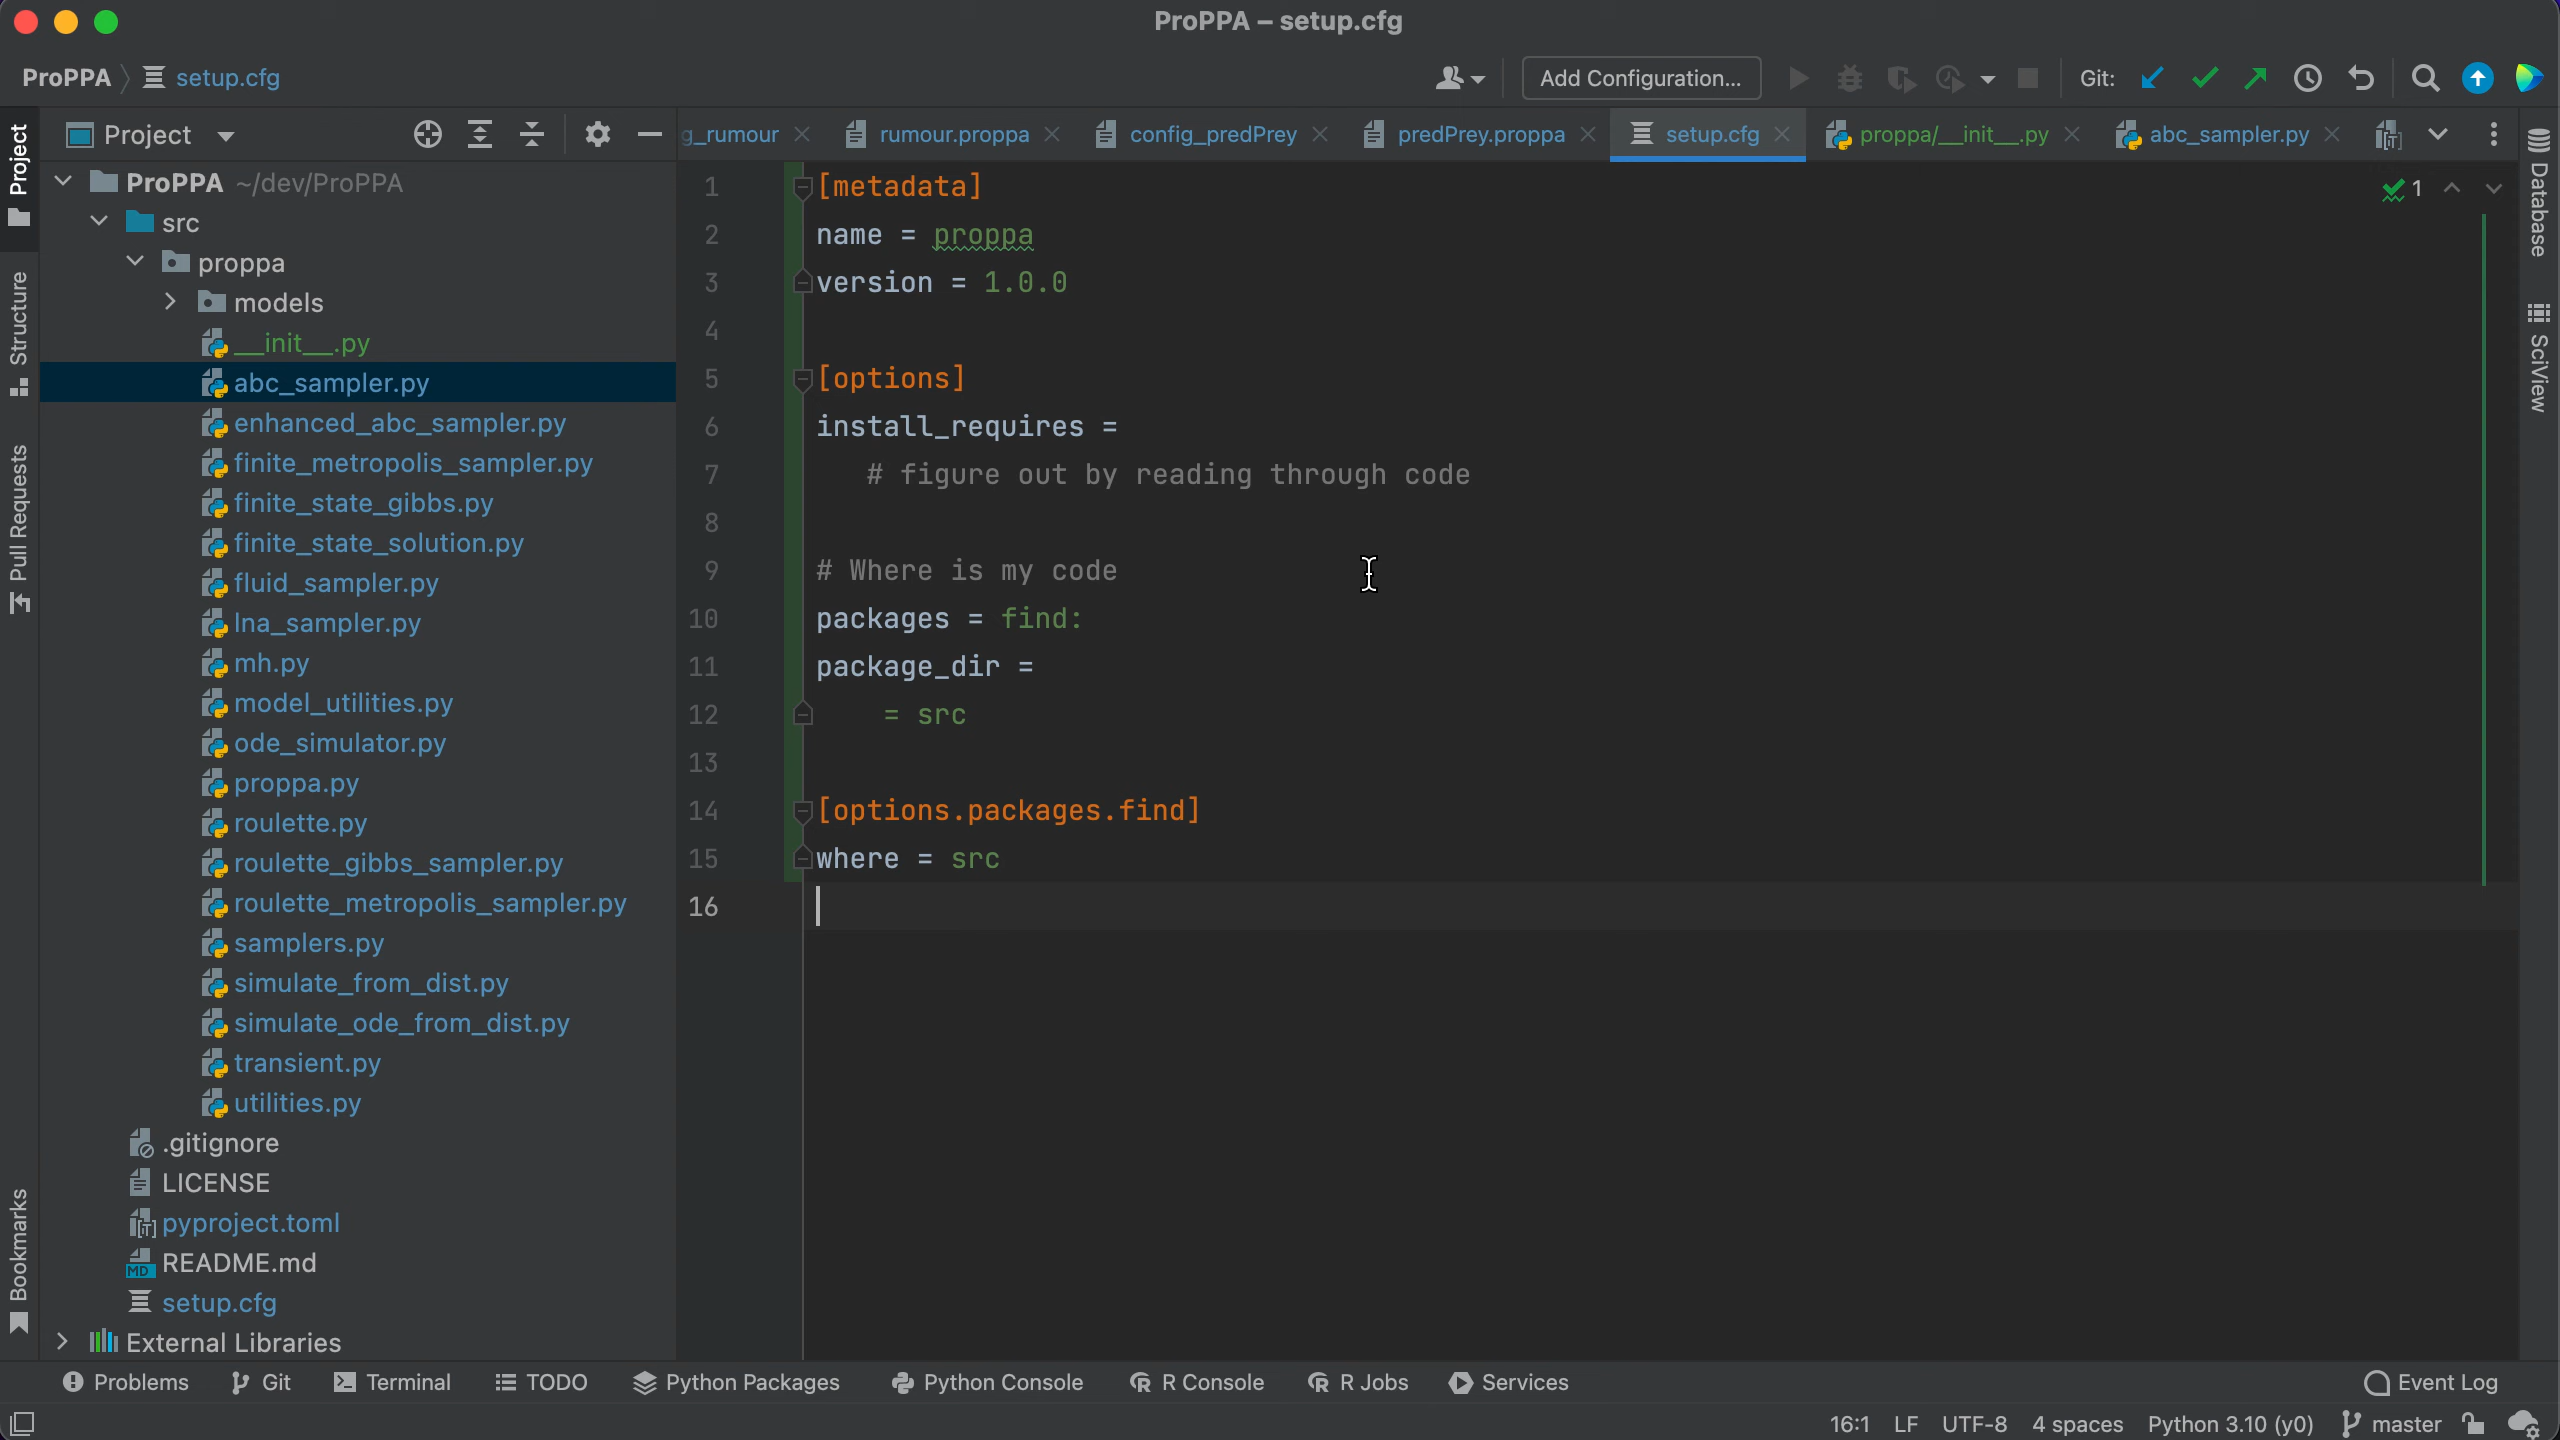 ProPPA – setup.cfg
ProPPA setup.cfg
Add Configuration...
Git:
Project
g_rumour
rumour.proppa
config_predPrey
predPrey.proppa
setup.cfg
proppa/__init__.py
abc_sampler.py
Project
Structure
Pull Requests
Bookmarks
ProPPA ~/dev/ProPPA
src
proppa
models
__init__.py
abc_sampler.py
enhanced_abc_sampler.py
finite_metropolis_sampler.py
finite_state_gibbs.py
finite_state_solution.py
fluid_sampler.py
lna_sampler.py
mh.py
model_utilities.py
ode_simulator.py
proppa.py
roulette.py
roulette_gibbs_sampler.py
roulette_metropolis_sampler.py
samplers.py
simulate_from_dist.py
simulate_ode_from_dist.py
transient.py
utilities.py
.gitignore
LICENSE
pyproject.toml
MD README.md
setup.cfg
External Libraries
1 [metadata]
2 name = proppa
3 version = 1.0.0
4
5 [options]
6 install_requires =
7 # figure out by reading through code
8
9 # Where is my code
10 packages = find:
11 package_dir =
12 = src
13
14 [options.packages.find]
15 where = src
16
1
Database
SciView
Problems
Git
Terminal
TODO
Python Packages
Python Console
R Console
R Jobs
Services
Event Log
16:1 LF UTF-8 4 spaces Python 3.10 (y0) master